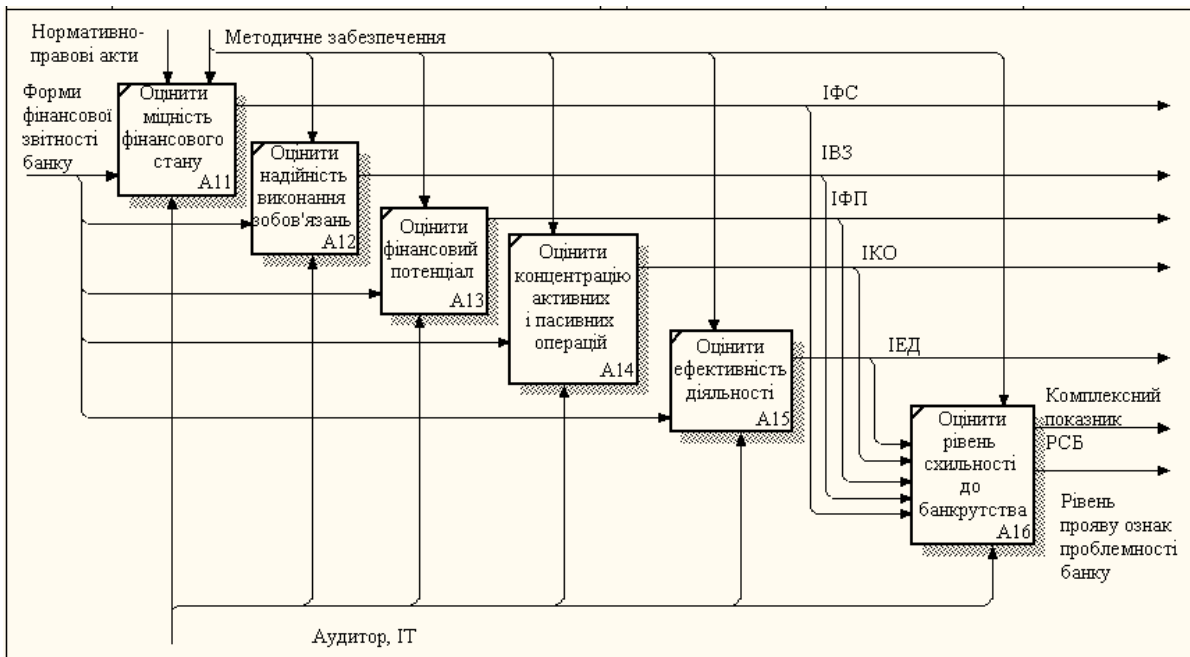 Нормативно-
правові акти
Методичне забезпечення
Форми
фінансової
звітності
банку
Оцінити
міцність
фінансового
стану
A11
ІФС
Оцінити
надійність
виконання
зобов'язань
A12
ІВЗ
Оцінити
фінансовий
потенціал
A13
ІФП
Оцінити
концентрацію
активних
і пасивних
операцій
A14
ІКО
Оцінити
ефективність
діяльності
A15
ІЕД
Оцінити
рівень
схильності
до
банкрутства
A16
Комплексний
показник
РСБ
Рівень
прояву ознак
проблемності
банку
Аудитор, ІТ